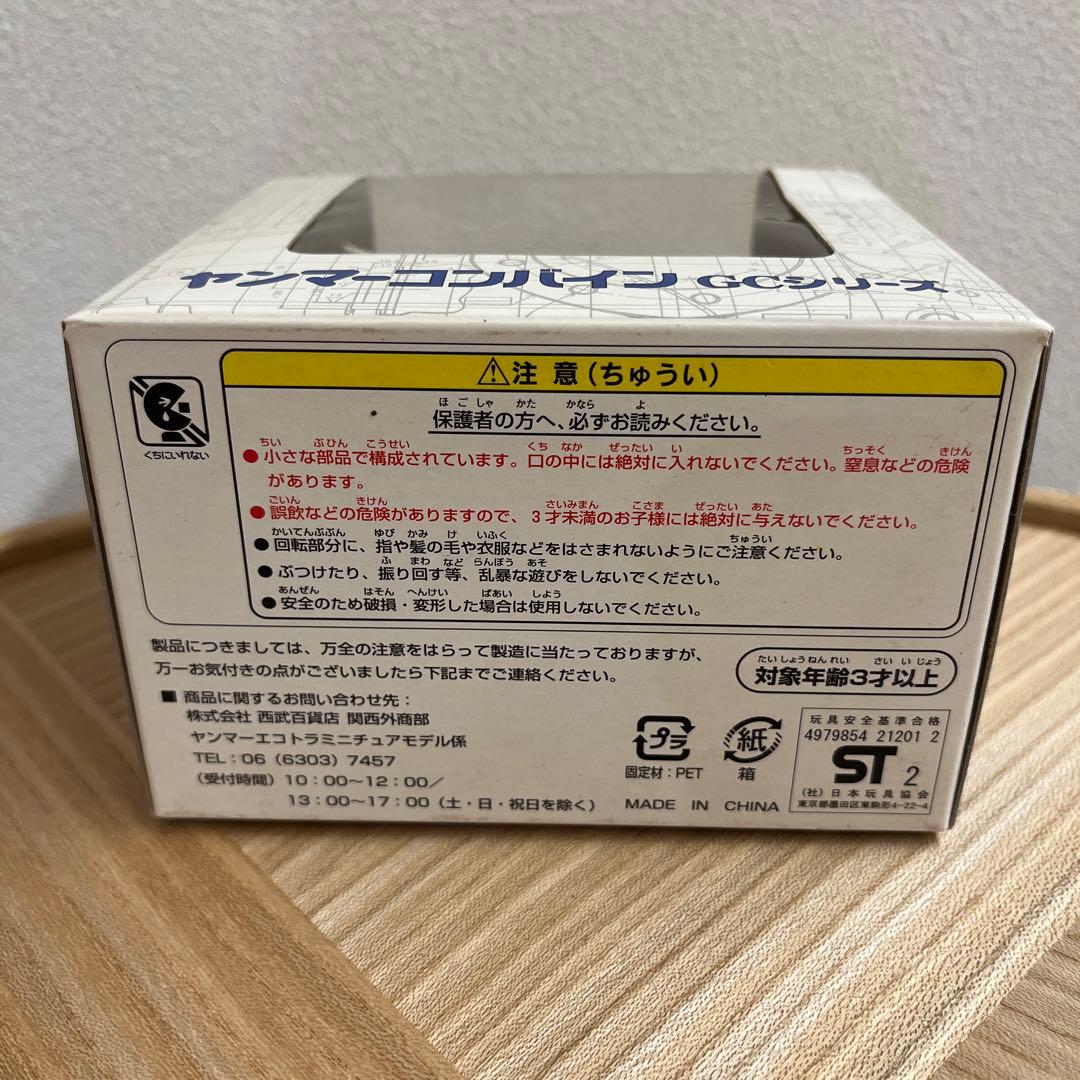 ヤンマーコンバイン GCシリーズ
くちにいれない
⚠注 意(ちゅうい)
保護者の方へ、必ずお読みください。
●小さな部品で構成されています。口の中には絶対に入れないでください。窒息などの危険
があります。
●誤飲などの危険がありますので、3才未満のお子様には絶対に与えないでください。
●回転部分に、指や髪の毛や衣服などをはさまれないようにご注意ください。
●ぶつけたり、振り回す等、乱暴な遊びをしないでください。
●安全のため破損・変形した場合は使用しないでください。
製品につきましては、万全の注意をはらって製造に当たっておりますが、
万一お気付きの点がございましたら下記までご連絡ください。
対象年齢3才以上
■ 商品に関するお問い合わせ先:
株式会社 西武百貨店 関西外商部
ヤンマーエコトラミニチュアモデル係
TEL:06 (6303) 7457
(受付時間) 10:00~12:00/
13:00~17:00 (土・日・祝日を除く)
プラ
固定材:PET
紙
箱
MADE IN CHINA
玩具安全基準合格
4979854 21201 2
ST 2
(社)日本玩具協会
東京都墨田区東駒形4-22-4